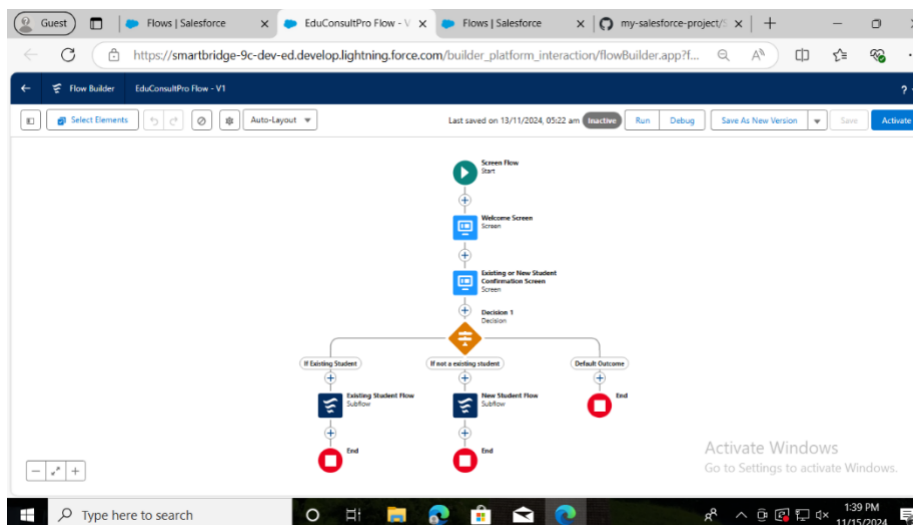 Guest
Flows | Salesforce
EduConsultPro Flow - V
Flows | Salesforce
my-salesforce-project/
https://smartbridge-9c-dev-ed.develop.lightning.force.com/builder_platform_interaction/flowBuilder.app?f...
Flow Builder
EduConsultPro Flow - V1
?
Select Elements
Auto-Layout
Last saved on 13/11/2024, 05:22 am
Inactive
Run
Debug
Save As New Version
Save
Activate
Screen Flow
Start
Welcome Screen
Screen
Existing or New Student
Confirmation Screen
Screen
Decision 1
Decision
If Existing Student
If not a existing student
Default Outcome
Existing Student Flow
Subflow
New Student Flow
Subflow
End
End
End
Activate Windows
Go to Settings to activate Windows.
Type here to search
1:39 PM
11/15/2024